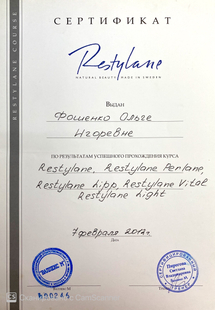 СЕРТИФИКАТ
RESTYLANE COURSE
Restylane
NATURAL BEAUTY MADE IN SWEDEN
Выдан
Фошенко Ольге
Игоревне
ПО РЕЗУЛЬТАТАМ УСПЕШНОГО ПРОХОЖДЕНИЯ КУРСА
Restylane, Restylane Perlane,
Restylane Lipp, Restylane Vital
Restylane Light
7 февраля 2012г.
Дата